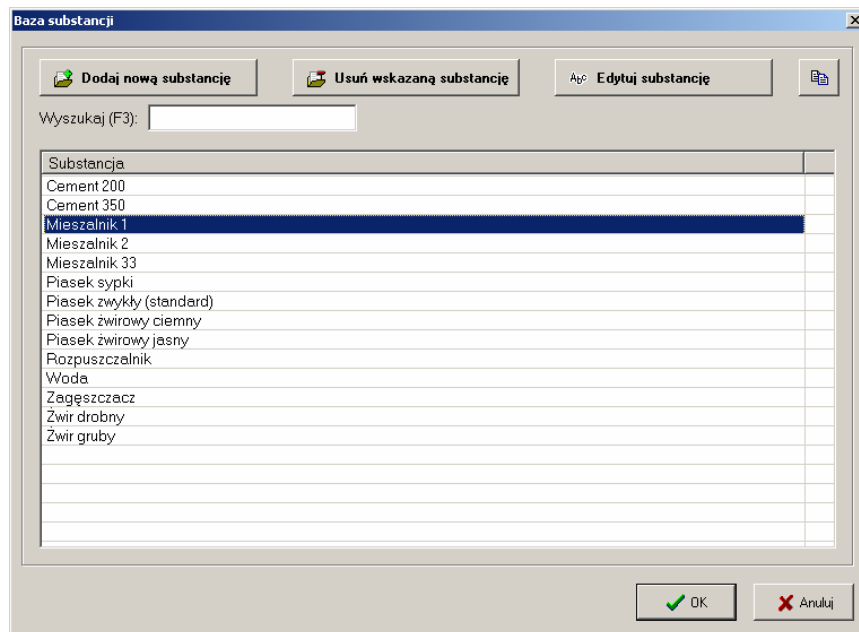 Baza substancji
Dodaj nową substancję
Usuń wskazaną substancję
Abc Edytuj substancję
Wyszukaj (F3):
Substancja
Cement 200
Cement 350
Mieszalnik 1
Mieszalnik 2
Mieszalnik 33
Piasek sypki
Piasek zwykły (standard)
Piasek żwirowy ciemny
Piasek żwirowy jasny
Rozpuszczalnik
Woda
Zagęszczacz
Żwir drobny
Żwir gruby
OK
Anuluj